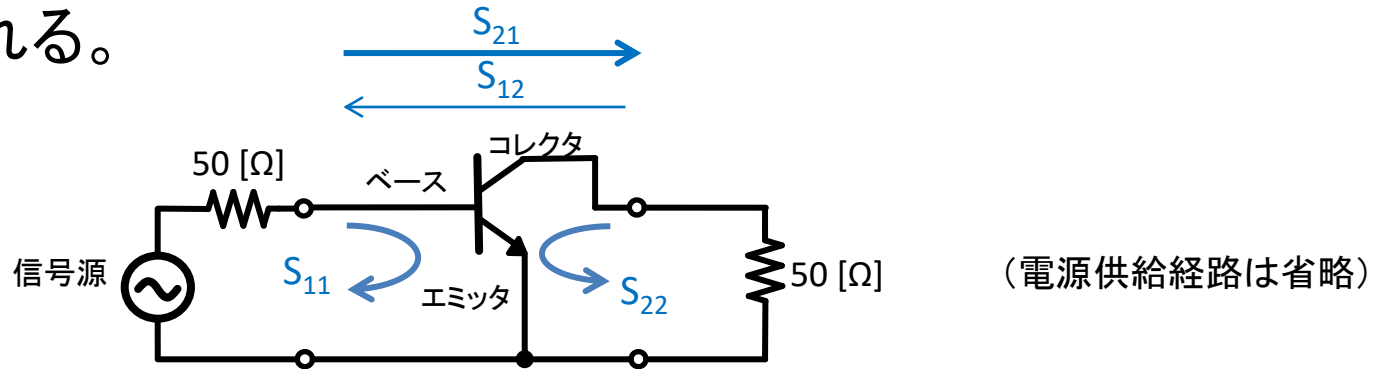 れる。
S21
S12
コレクタ
50 [Ω]
ベース
信号源
S11
エミッタ
S22
50 [Ω]
（電源供給経路は省略）